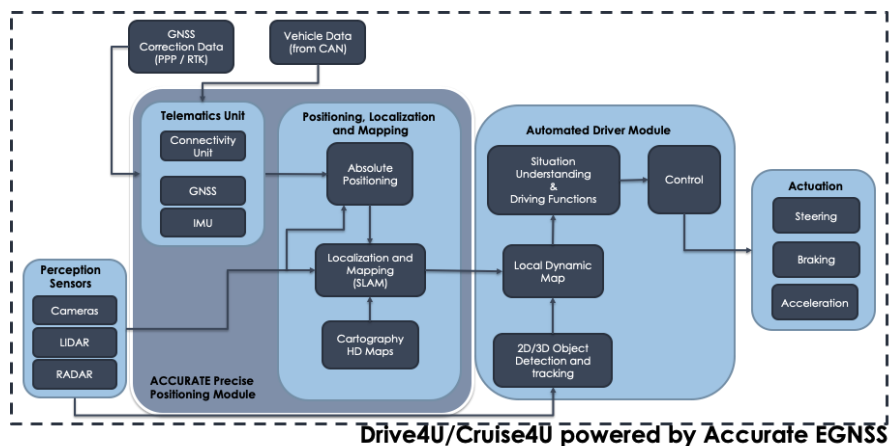 GNSS
Correction Data
(PPP / RTK)
Vehicle Data
(from CAN)
Telematics Unit
Connectivity
Unit
GNSS
IMU
Positioning, Localization
and Mapping
Absolute
Positioning
Localization and
Mapping
(SLAM)
Cartography
HD Maps
ACCURATE Precise
Positioning Module
Perception
Sensors
Cameras
LIDAR
RADAR
Automated Driver Module
Situation
Understanding
&
Driving Functions
Control
Local Dynamic
Map
2D/3D Object
Detection and
tracking
Actuation
Steering
Braking
Acceleration
Drive4U/Cruise4U powered by Accurate EGNSS